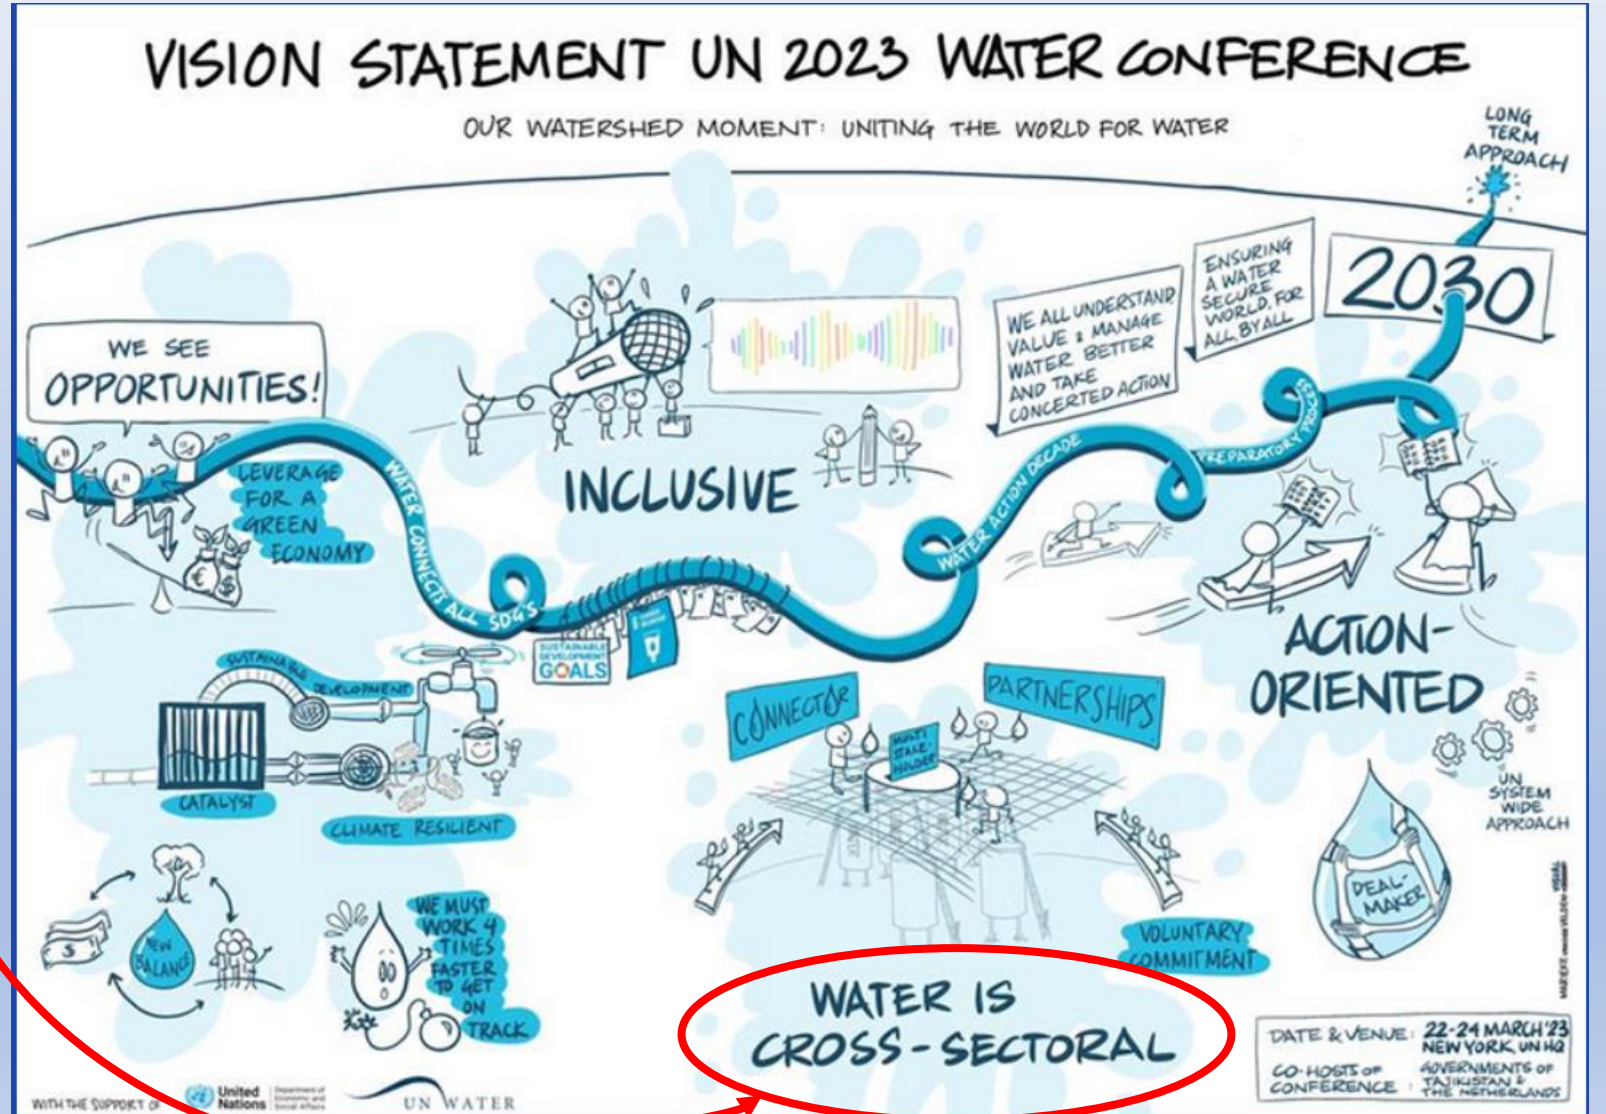 VISION STATEMENT UN 2023 WATER CONFERENCE
OUR WATERSHED MOMENT: UNITING THE WORLD FOR WATER
LONG
TERM
APPROACH
2030
ENSURING
A WATER
SECURE
WORLD, FOR
ALL, BY ALL
WE ALL UNDERSTAND
VALUE & MANAGE
WATER BETTER
AND TAKE
CONCERTED ACTION
WE SEE
OPPORTUNITIES!
LEVERAGE
FOR A
GREEN
ECONOMY
€ $
WATER CONNECTS ALL SDG'S
INCLUSIVE
WATER ACTION DECADE
PREPARATORY PROCESS
SUSTAINABLE
DEVELOPMENT
GOALS
ACTION-
ORIENTED
SUSTAINABLE
DEVELOPMENT
CATALYST
CLIMATE RESILIENT
CONNECTOR
PARTNERSHIPS
MULTI
STAKE-
HOLDER
UN
SYSTEM
WIDE
APPROACH
DEAL-
MAKER
$
NEW
BALANCE
WE MUST
WORK 4
TIMES
FASTER
TO GET
ON
TRACK
VOLUNTARY
COMMITMENT
WATER IS
CROSS-SECTORAL
DATE & VENUE: 22-24 MARCH '23
NEW YORK, UN HQ
CO-HOSTS OF
CONFERENCE : GOVERNMENTS OF
TAJIKISTAN &
THE NETHERLANDS
WITH THE SUPPORT OF
United
Nations
Department of
Economic and
Social Affairs
UN WATER